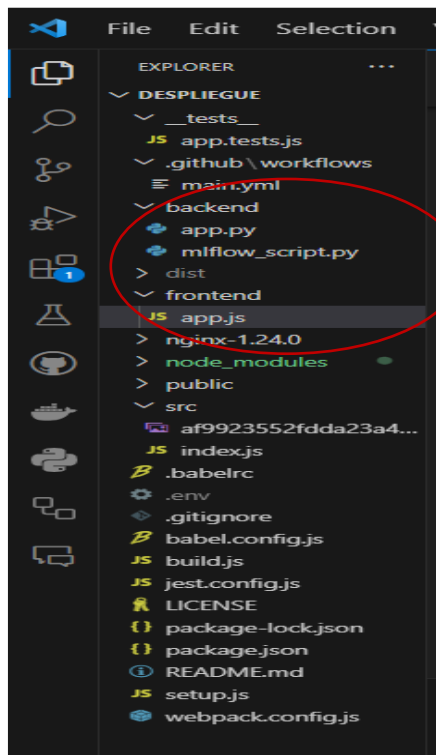 File Edit Selection
EXPLORER ...
DESPLIEGUE
__tests__
JS app.tests.js
.github\workflows
main.yml
backend
app.py
mlflow_script.py
dist
frontend
JS app.js
nginx-1.24.0
node_modules
public
src
af9923552fdda23a4...
JS index.js
.babelrc
.env
.gitignore
babel.config.js
JS build.js
JS jest.config.js
LICENSE
{} package-lock.json
{} package.json
README.md
JS setup.js
webpack.config.js
1